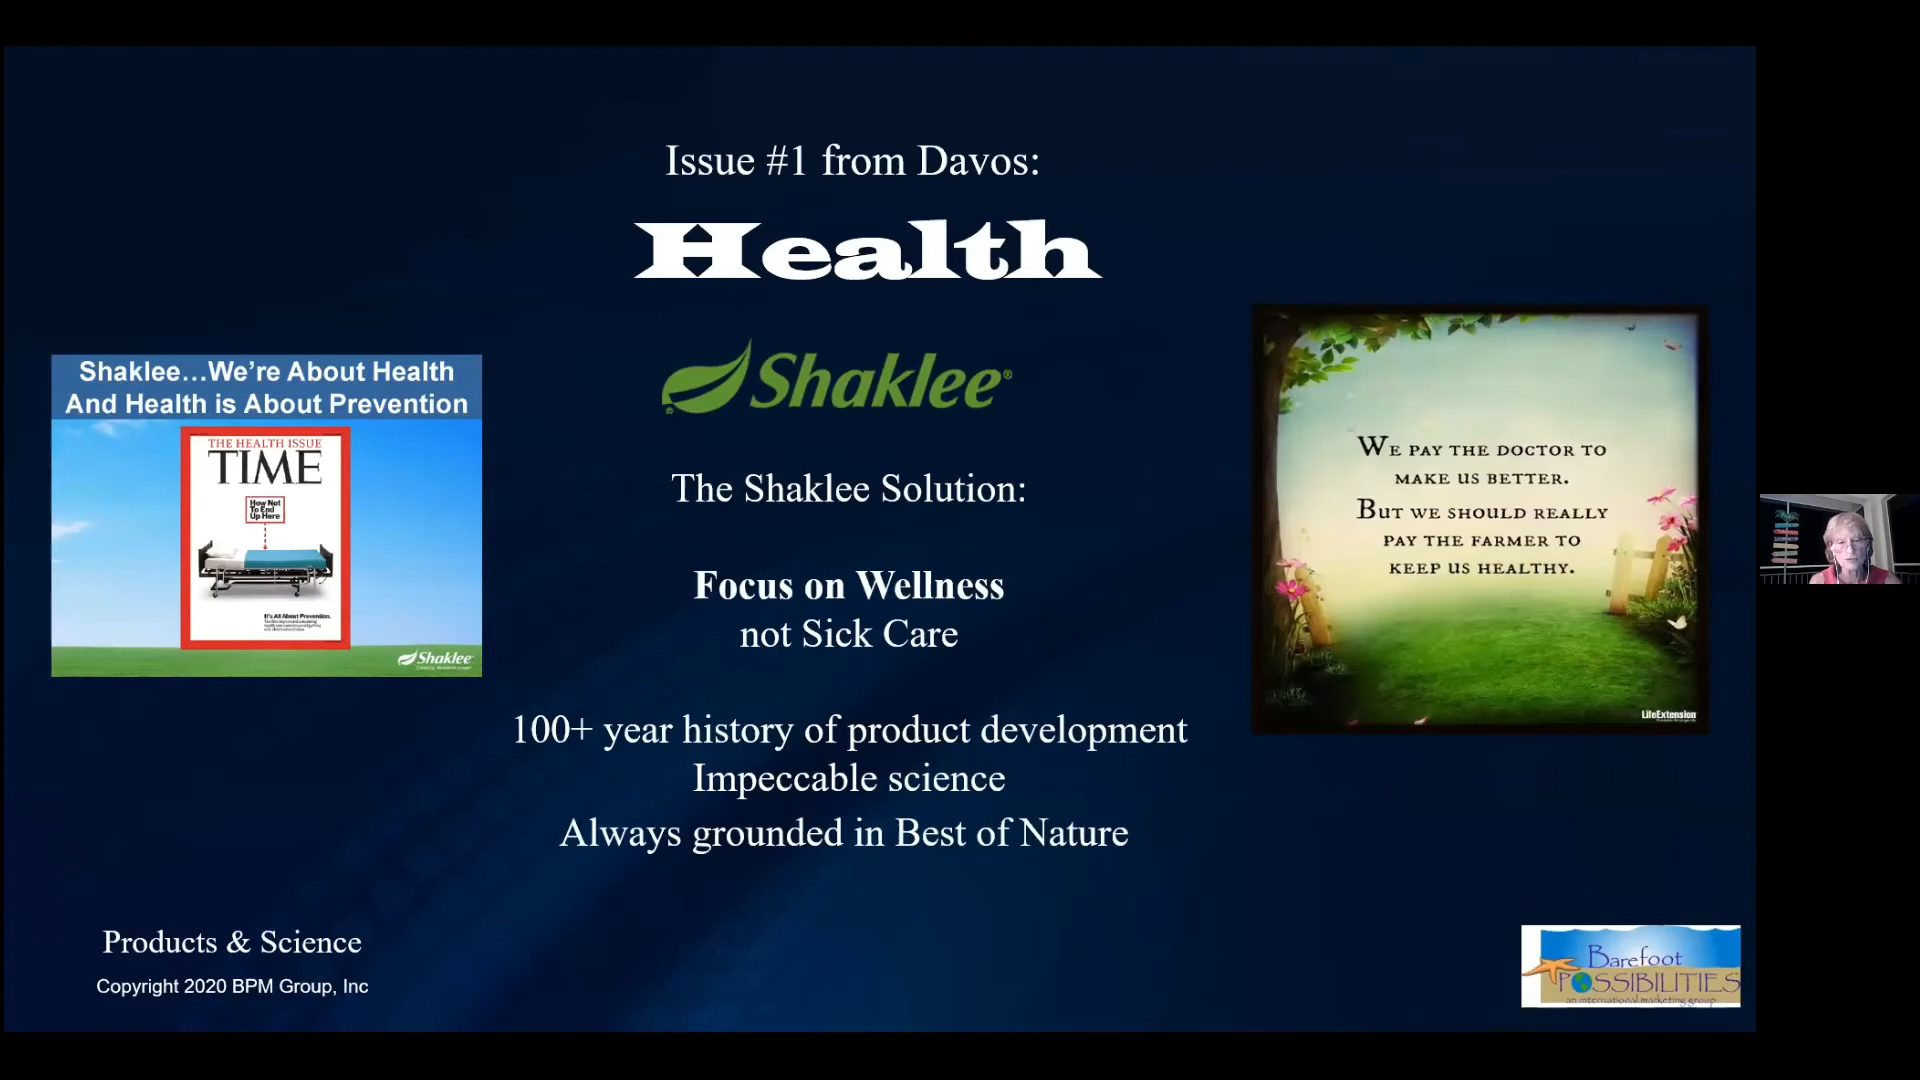 Issue #1 from Davos:
Health
Shaklee®
The Shaklee Solution:
Focus on Wellness
not Sick Care
100+ year history of product development
Impeccable science
Always grounded in Best of Nature
Shaklee…We're About Health
And Health is About Prevention
THE HEALTH ISSUE
TIME
How Not
To End
Up Here
It's All About Prevention.
Shaklee
WE PAY THE DOCTOR TO
MAKE US BETTER.
BUT WE SHOULD REALLY
PAY THE FARMER TO
KEEP US HEALTHY.
LifeExtension
Products & Science
Copyright 2020 BPM Group, Inc
Barefoot
POSSIBILITIES
an international marketing group